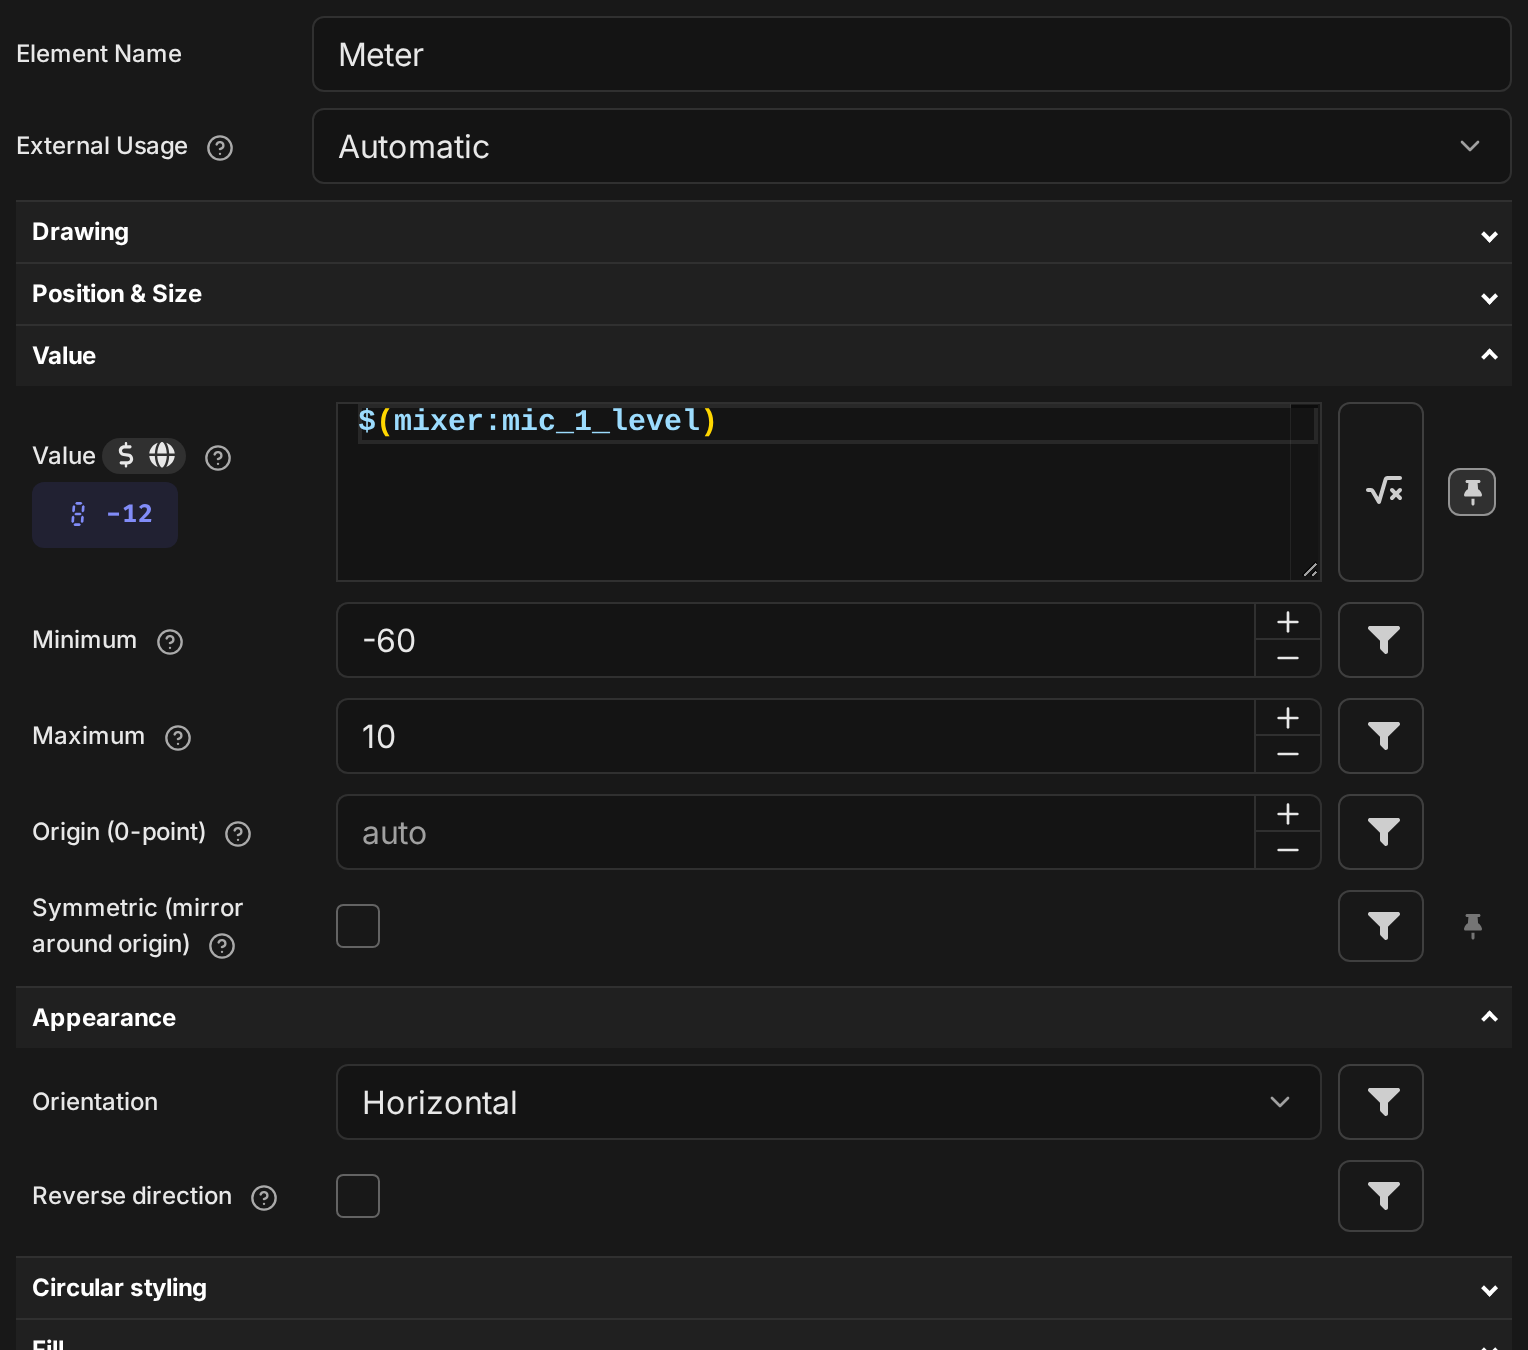 Element Name
Meter
External Usage
Automatic
Drawing
Position & Size
Value
Value $
$(mixer:mic_1_level)
-12
Minimum
-60
Maximum
10
Origin (0-point)
auto
Symmetric (mirror
around origin)
Appearance
Orientation
Horizontal
Reverse direction
Circular styling
Fill